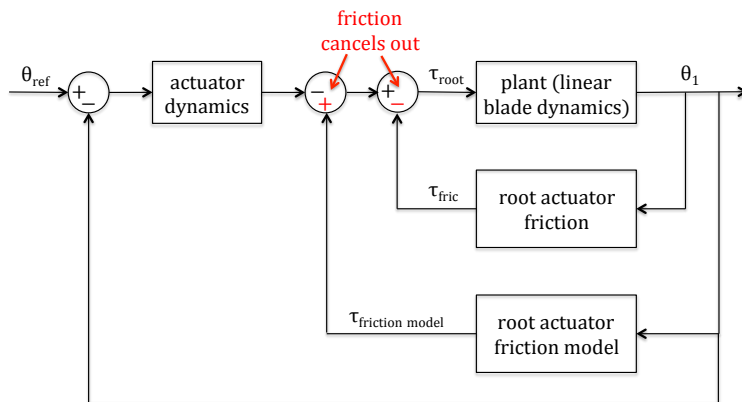 friction
cancels out
θref
+
−
actuator
dynamics
−
+
+
−
τroot
plant (linear
blade dynamics)
θ1
τfric
root actuator
friction
τfriction model
root actuator
friction model